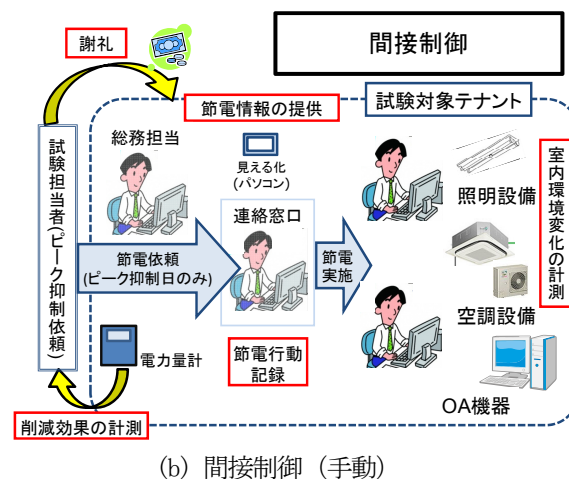 間接制御
謝礼
節電情報の提供
試験対象テナント
総務担当
見える化
(パソコン)
連絡窓口
試験担当者(ピーク抑制依頼)
節電依頼
(ピーク抑制日のみ)
節電
実施
照明設備
室内環境変化の計測
空調設備
電力量計
節電行動
記録
OA機器
削減効果の計測
(b) 間接制御 (手動)